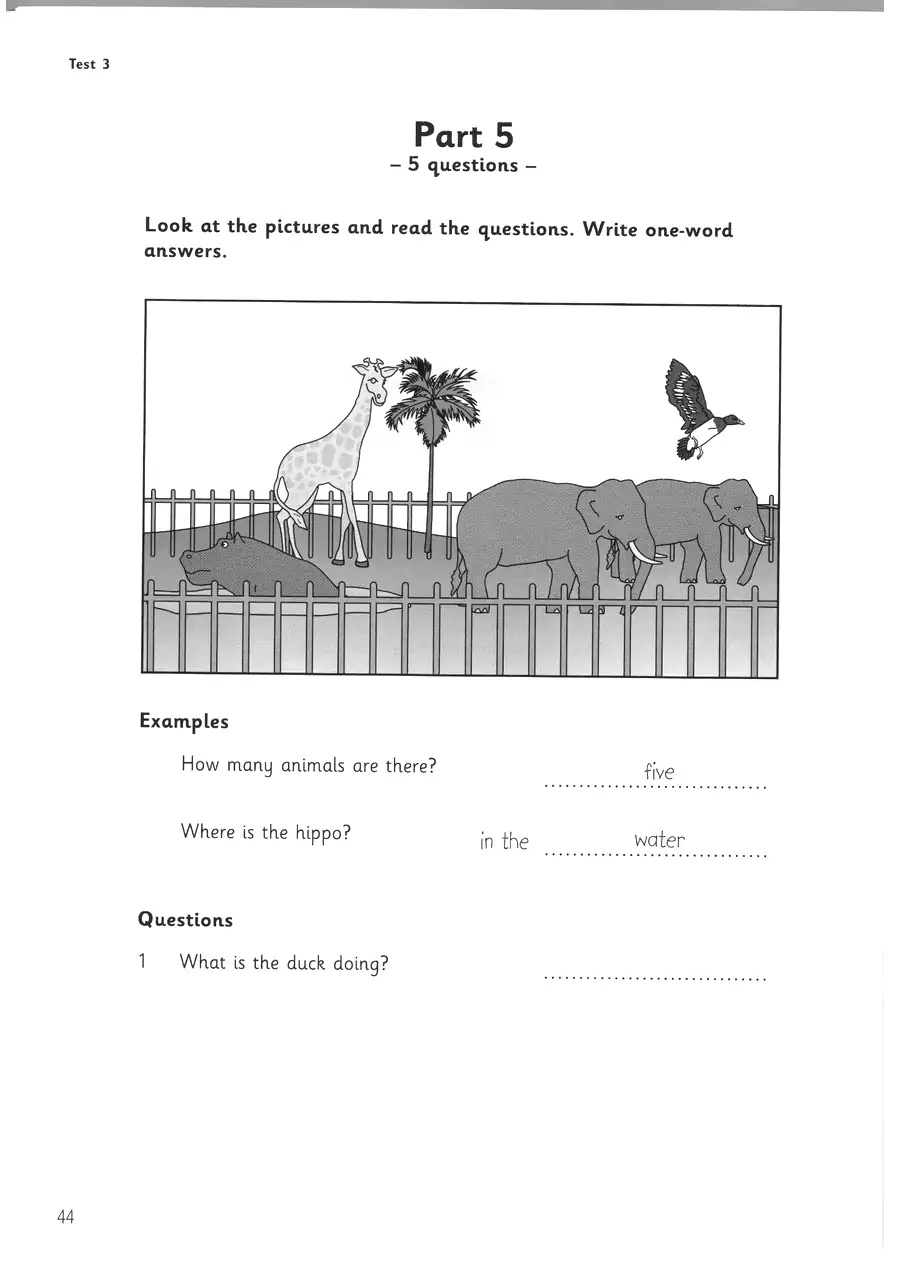 Test 3
Part 5
– 5 questions –
Look at the pictures and read the questions. Write one-word
answers.
Examples
How many animals are there?
five
Where is the hippo?
in the water
Questions
1 What is the duck doing?
44